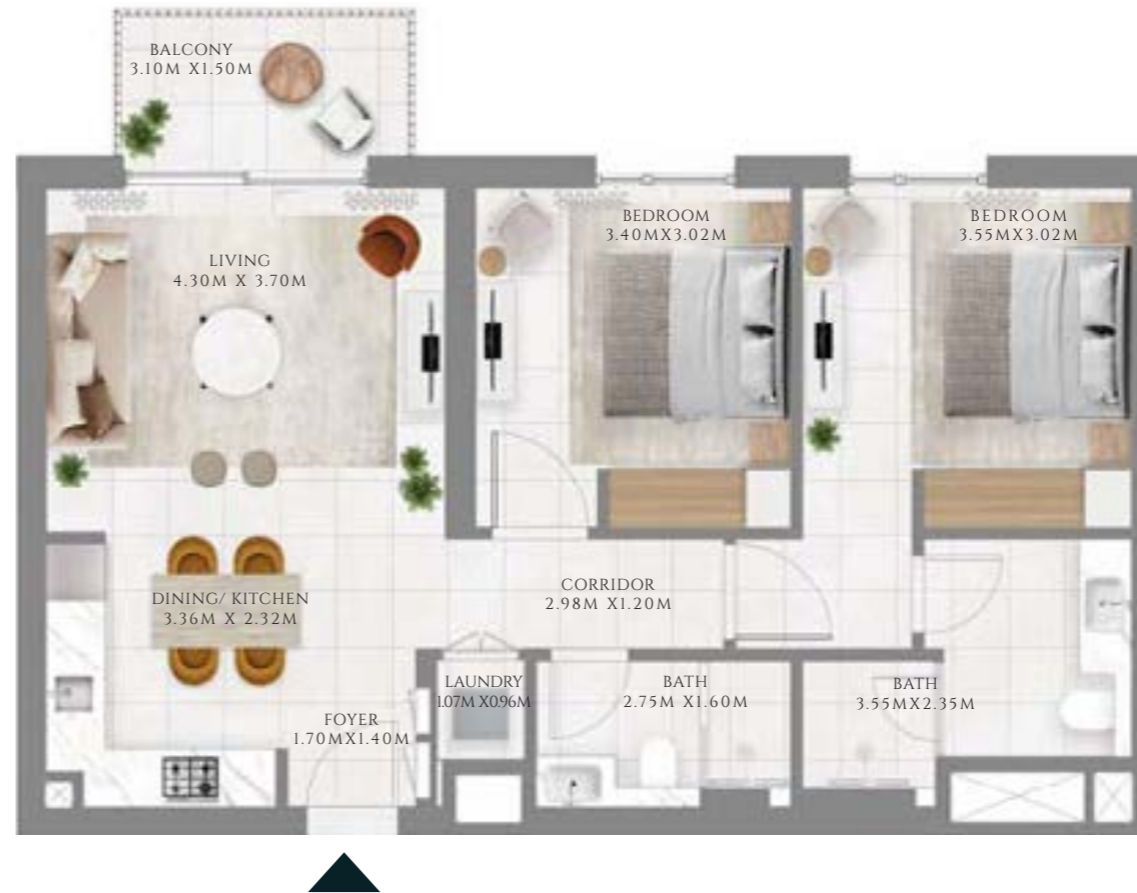 BALCONY
3.10M X1.50M
BEDROOM
3.40MX3.02M
BEDROOM
3.55MX3.02M
LIVING
4.30M X 3.70M
CORRIDOR
2.98M X1.20M
DINING/ KITCHEN
3.36M X 2.32M
LAUNDRY
1.07M X0.96M
BATH
2.75M X1.60M
BATH
3.55MX2.35M
FOYER
1.70MX1.40M